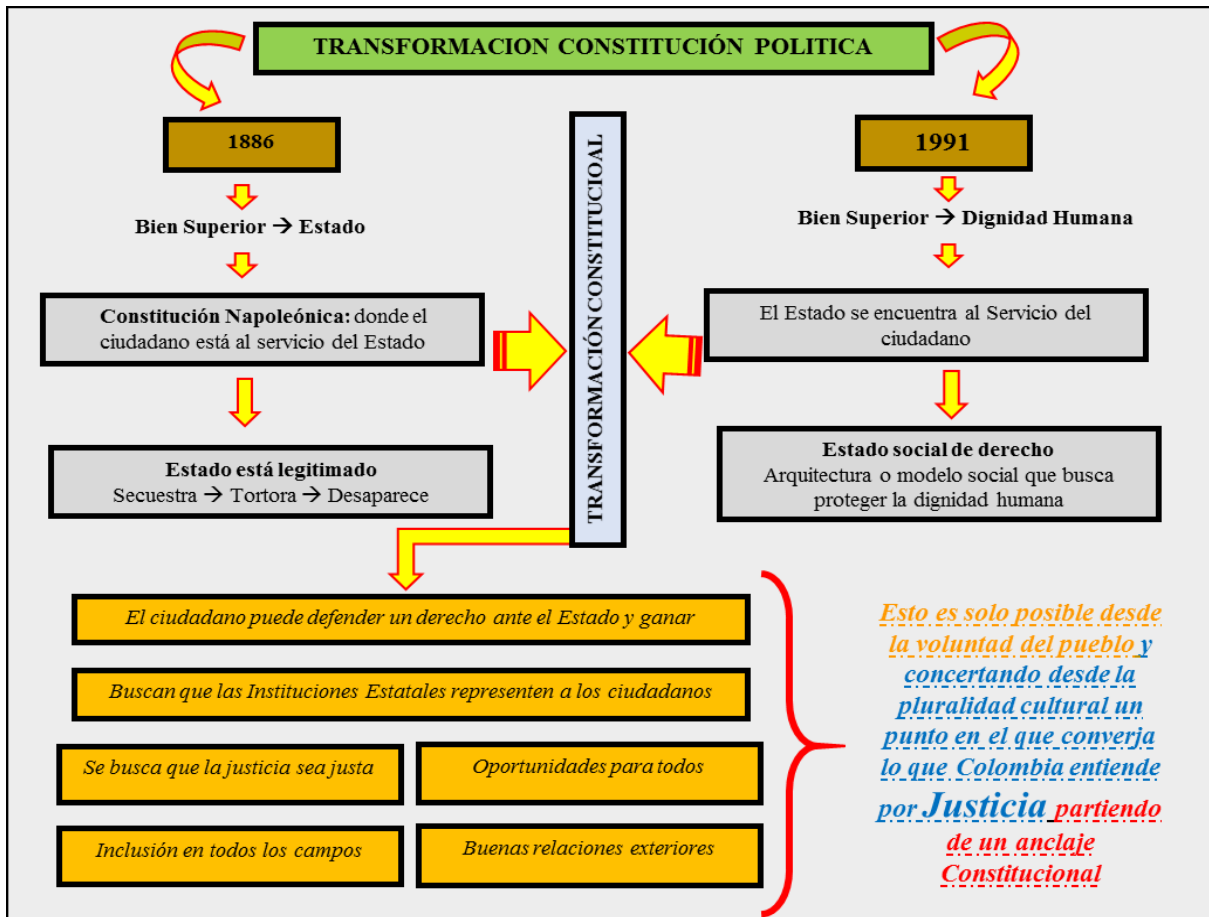 TRANSFORMACION CONSTITUCIÓN POLITICA
1886
Bien Superior → Estado
Constitución Napoleónica: donde el
ciudadano está al servicio del Estado
Estado está legitimado
Secuestra → Tortora → Desaparece
TRANSFORMACIÓN CONSTITUCIOAL
1991
Bien Superior → Dignidad Humana
El Estado se encuentra al Servicio del
ciudadano
Estado social de derecho
Arquitectura o modelo social que busca
proteger la dignidad humana
El ciudadano puede defender un derecho ante el Estado y ganar
Buscan que las Instituciones Estatales representen a los ciudadanos
Se busca que la justicia sea justa
Oportunidades para todos
Inclusión en todos los campos
Buenas relaciones exteriores
Esto es solo posible desde
la voluntad del pueblo y
concertando desde la
pluralidad cultural un
punto en el que converja
lo que Colombia entiende
por Justicia partiendo
de un anclaje
Constitucional